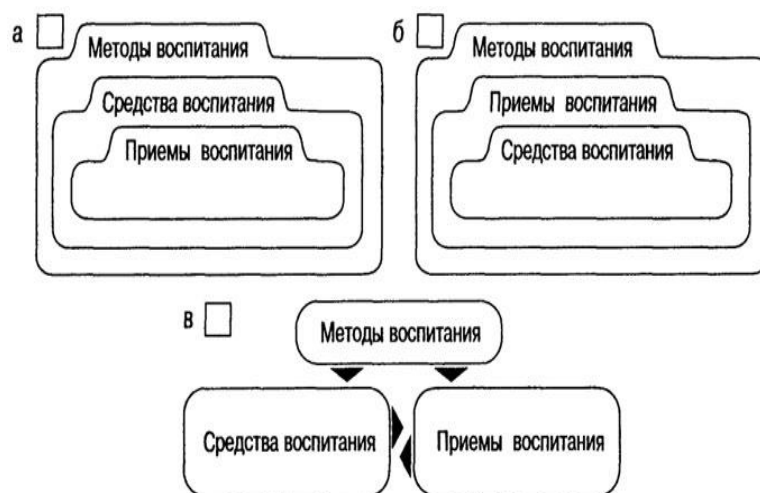 а
Методы воспитания
Средства воспитания
Приемы воспитания
б
Методы воспитания
Приемы воспитания
Средства воспитания
в
Методы воспитания
Средства воспитания
Приемы воспитания